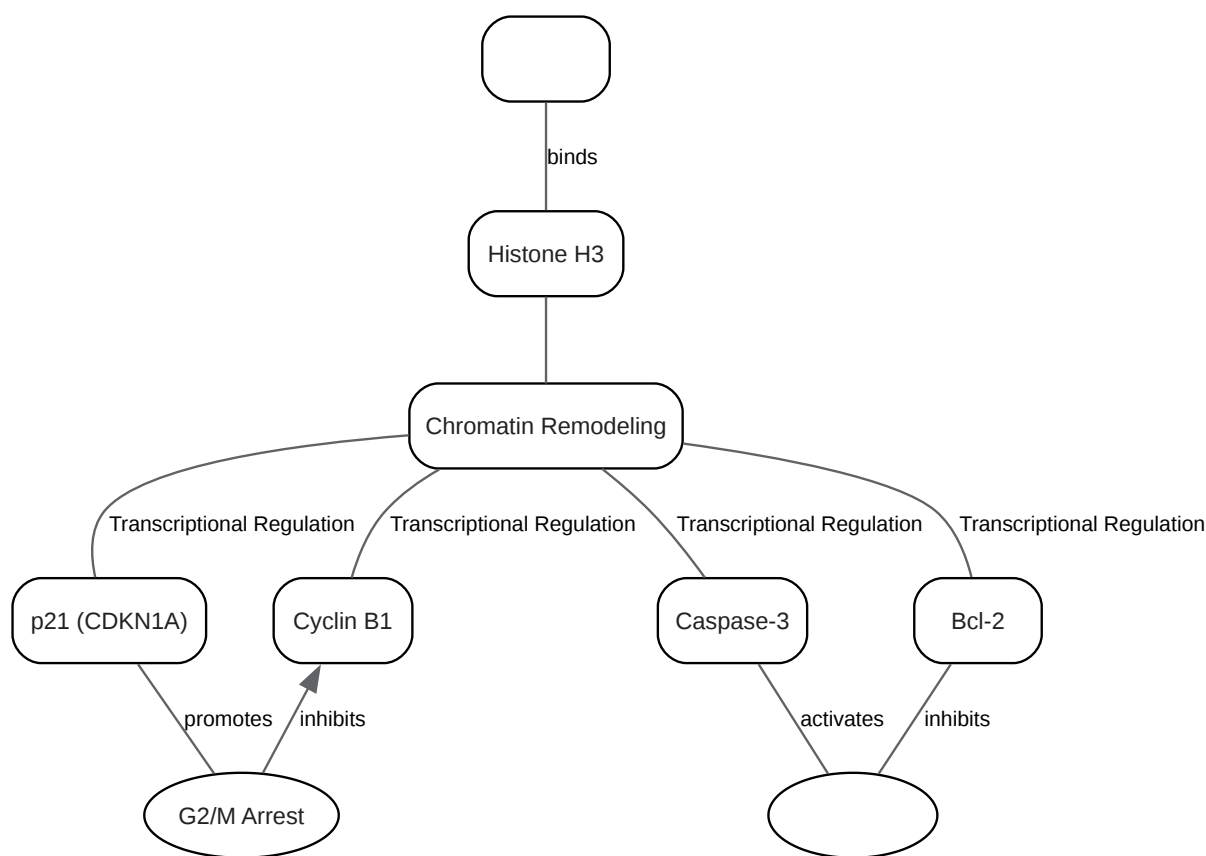 binds
Histone H3
Chromatin Remodeling
Transcriptional Regulation
Transcriptional Regulation
Transcriptional Regulation
Transcriptional Regulation
p21 (CDKN1A)
Cyclin B1
Caspase-3
Bcl-2
promotes
inhibits
activates
inhibits
G2/M Arrest